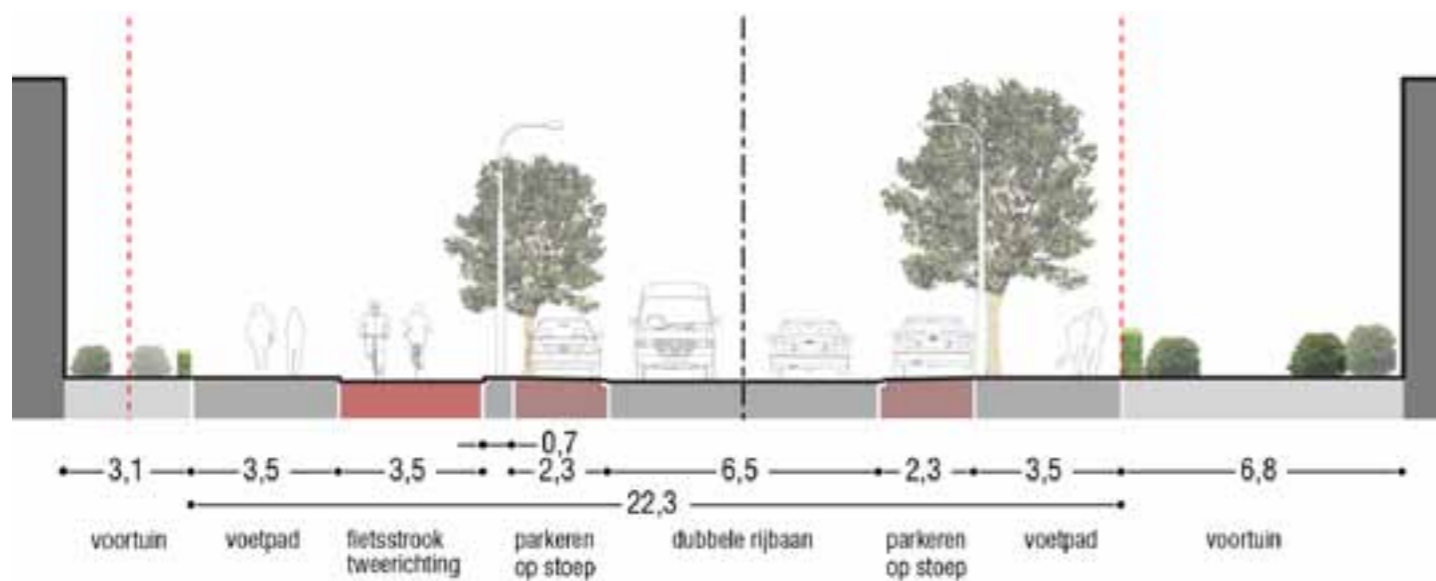 0,7
3,1 3,5 3,5 2,3 6,5 2,3 3,5 6,8
22,3
voortuin voetpad fietsstrook parkeren dubbele rijbaan parkeren voetpad voortuin
tweerichting op stoep op stoep